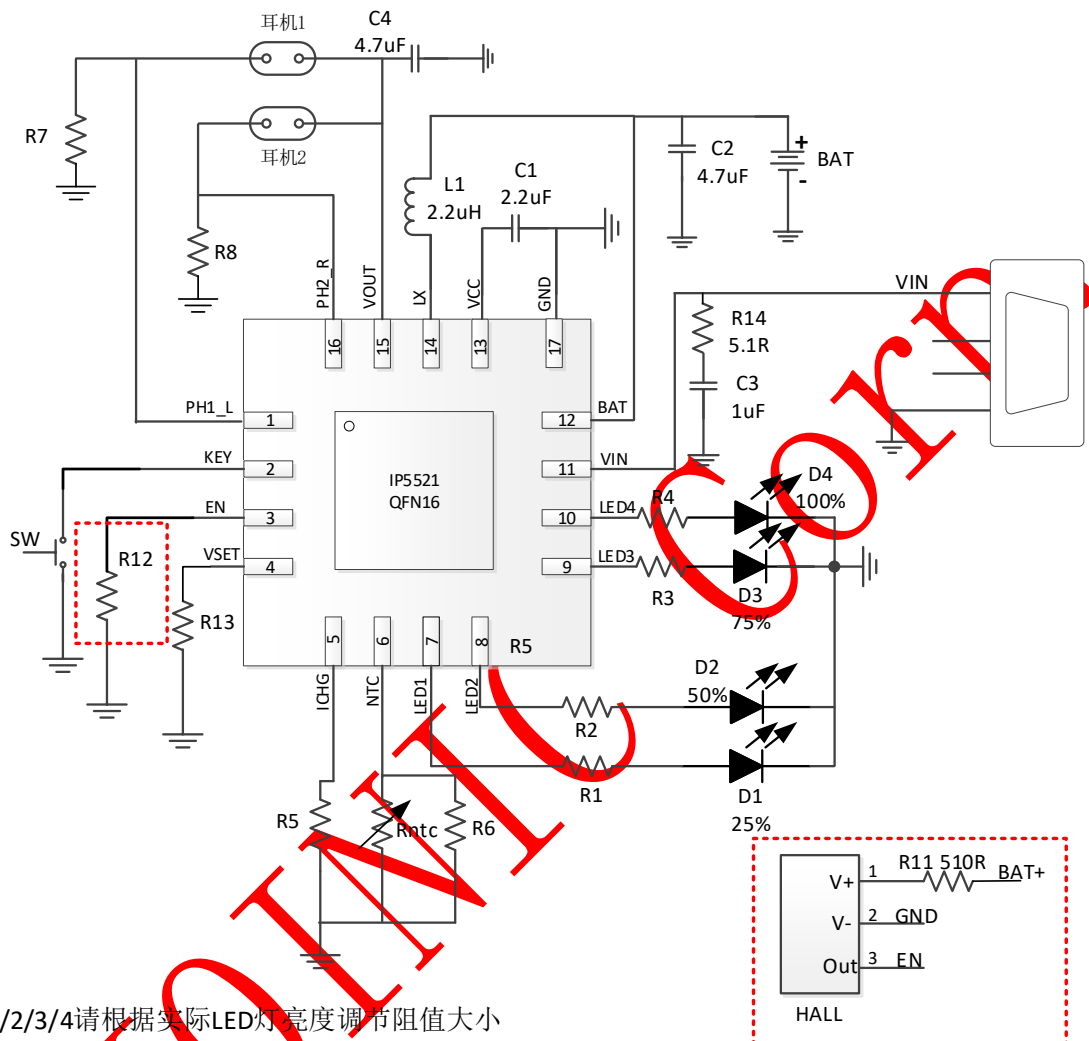 耳机1
C4
4.7uF
R7
耳机2
R8
L1
2.2uH
C1
2.2uF
C2
4.7uF
+
BAT
-
PH2_R
VOUT
LX
VCC
GND
16
15
14
13
17
VIN
R14
5.1R
C3
1uF
PH1_L
1
KEY
2
EN
3
VSET
4
IP5521
QFN16
12
BAT
11
VIN
10
LED4
9
LED3
R4
R3
D4
100%
D3
75%
SW
R12
R13
5
6
7
8
R5
ICHG
NTC
LED1
LED2
D2
50%
R2
R1
D1
25%
R5
Rntc
R6
V+
1
R11 510R
BAT+
V-
2
GND
Out
3
EN
HALL
/2/3/4请根据实际LED灯亮度调节阻值大小